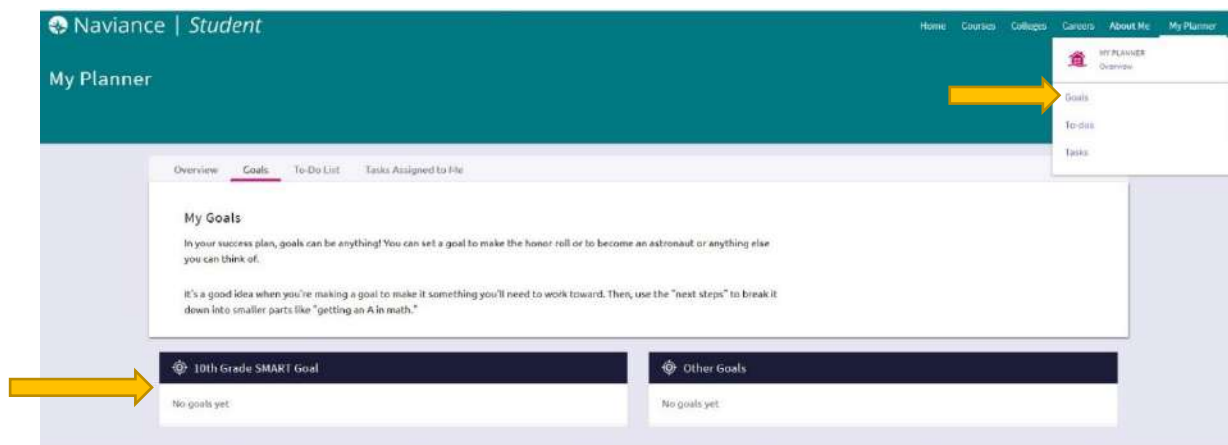 Naviance | Student
Home Courses Colleges Careers About Me My Planner
MY PLANNER
Overview
Goals
To-dos
Tasks
My Planner
Overview Goals To-Do List Tasks Assigned to Me
My Goals
In your success plan, goals can be anything! You can set a goal to make the honor roll or to become an astronaut or anything else
you can think of.
It's a good idea when you're making a goal to make it something you'll need to work toward. Then, use the "next steps" to break it
down into smaller parts like "getting an A in math."
10th Grade SMART Goal
No goals yet
Other Goals
No goals yet